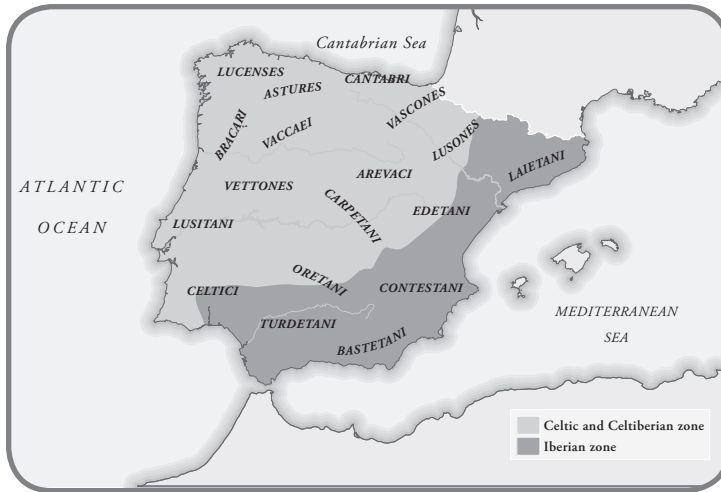 Cantabrian Sea
LUCENSES
CANTABRI
ASTURES
VASCONES
BRACARI
VACCAEI
LUSONES
LAIETANI
AREVACI
ATLANTIC
OCEAN
VETTONES
CARPETANI
EDETANI
LUSITANI
ORETANI
CELTICI
CONTESTANI
MEDITERRANEAN
SEA
TURDETANI
BASTETANI
Celtic and Celtiberian zone
Iberian zone